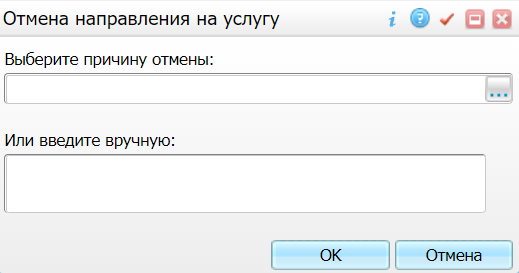 Отмена направления на услугу
Выберите причину отмены:
...
Или введите вручную:
OK
Отмена